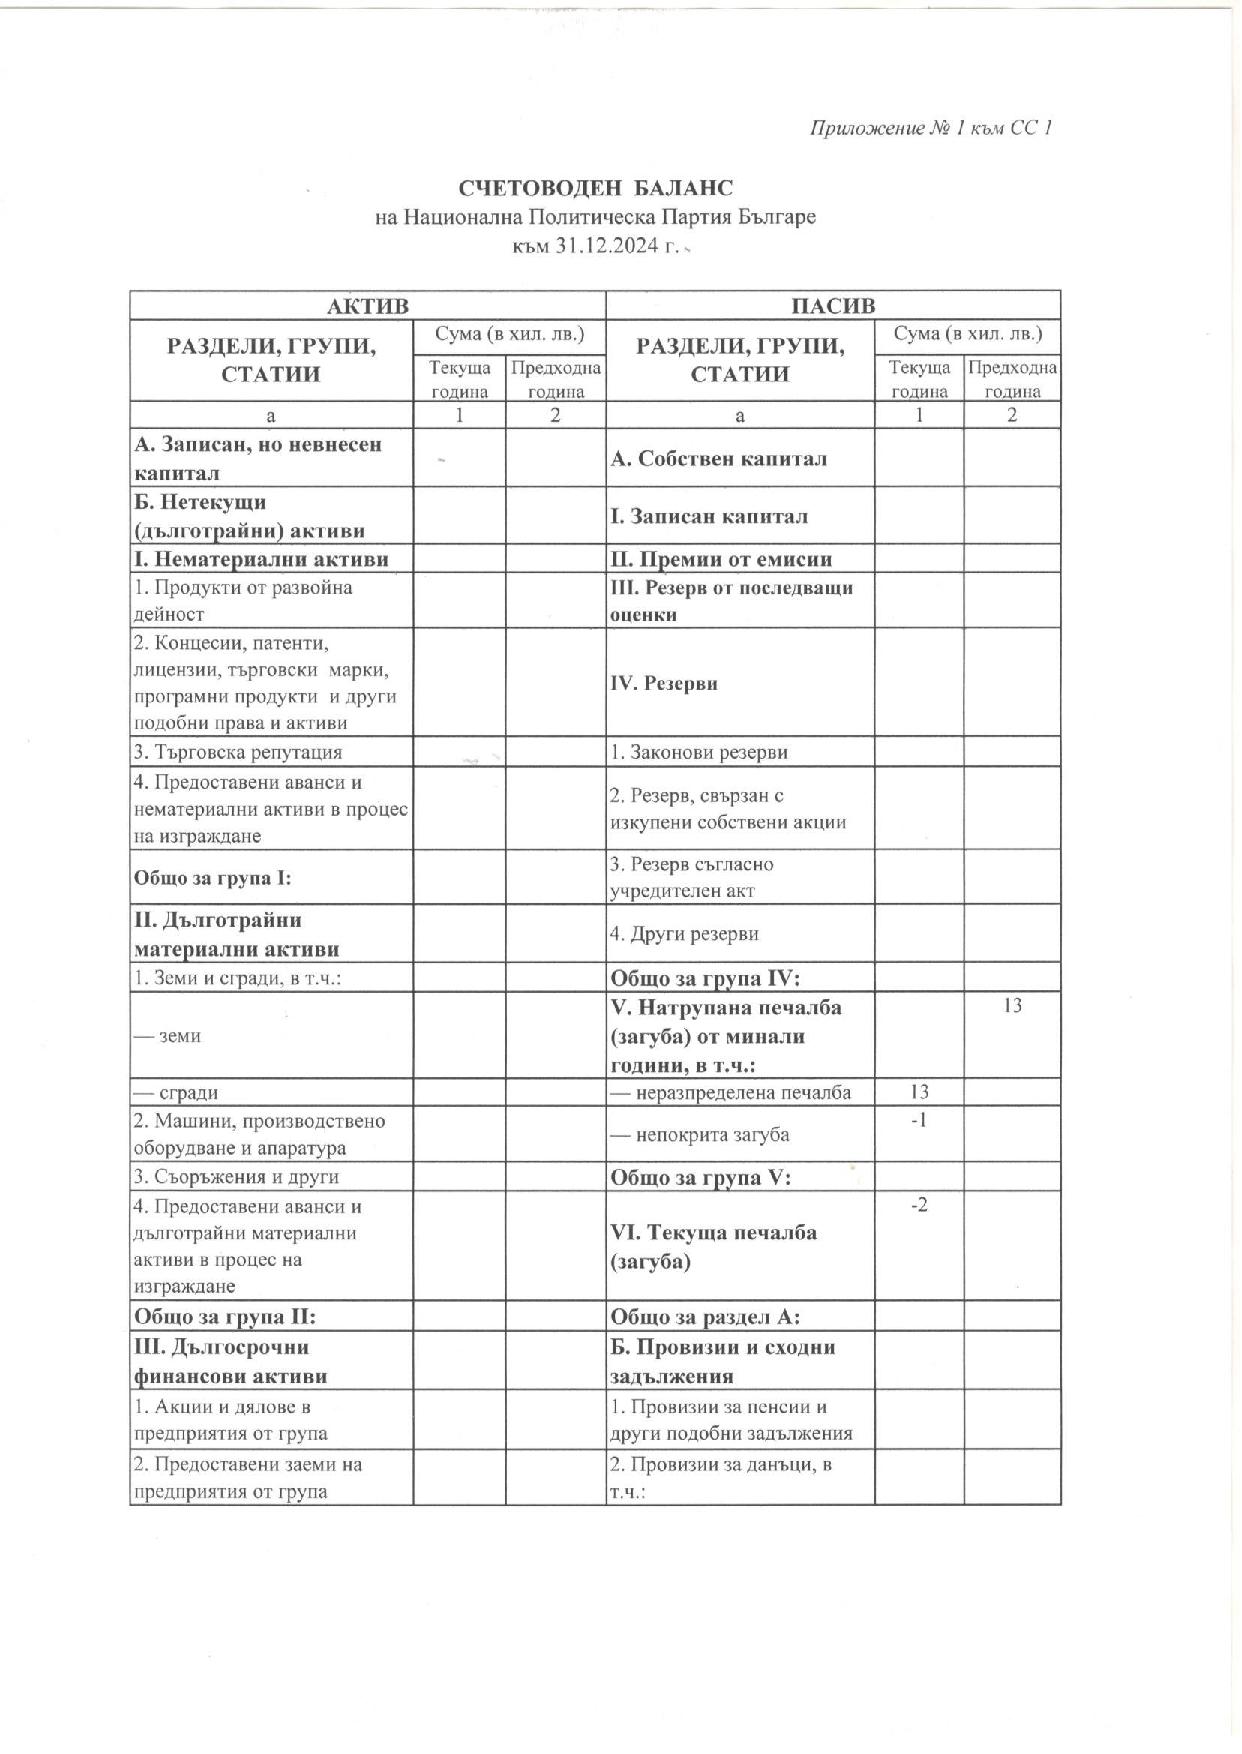 Приложение № 1 към СС 1
СЧЕТОВОДЕН БАЛАНС
на Национална Политическа Партия Българе
към 31.12.2024 г.
АКТИВ
ПАСИВ
РАЗДЕЛИ, ГРУПИ,
СТАТИИ
Сума (в хил. лв.)
РАЗДЕЛИ, ГРУПИ,
СТАТИИ
Сума (в хил. лв.)
Текуща
година
Предходна
година
Текуща
година
Предходна
година
а
1
2
а
1
2
А. Записан, но невнесен
капитал
А. Собствен капитал
Б. Нетекущи
(дълготрайни) активи
I. Записан капитал
I. Нематериални активи
II. Премии от емисии
1. Продукти от развойна
дейност
III. Резерв от последващи
оценки
2. Концесии, патенти,
лицензии, търговски марки,
програмни продукти и други
подобни права и активи
IV. Резерви
3. Търговска репутация
1. Законови резерви
4. Предоставени аванси и
нематериални активи в процес
на изграждане
2. Резерв, свързан с
изкупени собствени акции
Общо за група I:
3. Резерв съгласно
учредителен акт
II. Дълготрайни
материални активи
4. Други резерви
1. Земи и сгради, в т.ч.:
Общо за група IV:
— земи
V. Натрупана печалба
(загуба) от минали
години, в т.ч.:
13
— сгради
— неразпределена печалба
13
2. Машини, производствено
оборудване и апаратура
— непокрита загуба
-1
3. Съоръжения и други
Общо за група V:
4. Предоставени аванси и
дълготрайни материални
активи в процес на
изграждане
VI. Текуща печалба
(загуба)
-2
Общо за група II:
Общо за раздел А:
III. Дългосрочни
финансови активи
Б. Провизии и сходни
задължения
1. Акции и дялове в
предприятия от група
1. Провизии за пенсии и
други подобни задължения
2. Предоставени заеми на
предприятия от група
2. Провизии за данъци, в
т.ч.: